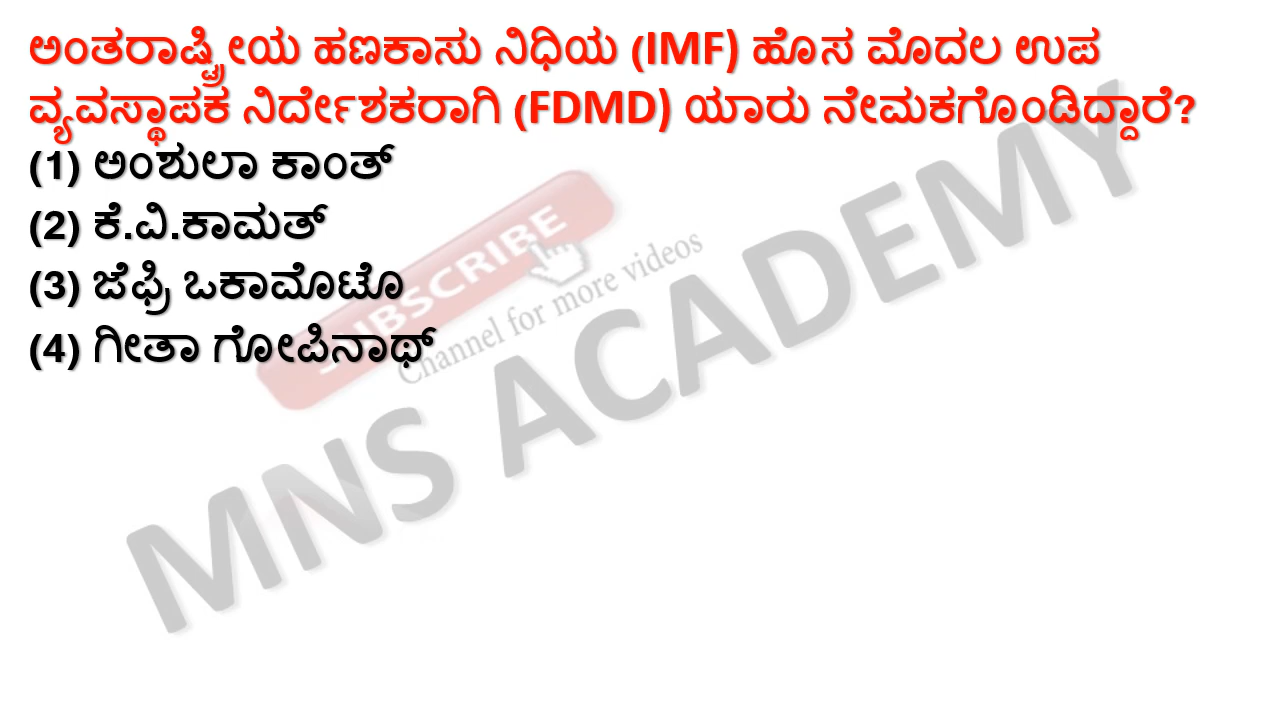 ಅಂತರಾಷ್ಟ್ರೀಯ ಹಣಕಾಸು ನಿಧಿಯ (IMF) ಹೊಸ ಮೊದಲ ಉಪ
ವ್ಯವಸ್ಥಾಪಕ ನಿರ್ದೇಶಕರಾಗಿ (FDMD) ಯಾರು ನೇಮಕಗೊಂಡಿದ್ದಾರೆ?
(1) ಅಂಶುಲಾ ಕಾಂತ್
(2) ಕೆ.ವಿ.ಕಾಮತ್
(3) ಜೆಫ್ರಿ ಒಕಾಮೊಟೊ
(4) ಗೀತಾ ಗೋಪಿನಾಥ್
SUBSCRIBE
Channel for more videos
MNS ACADEMY